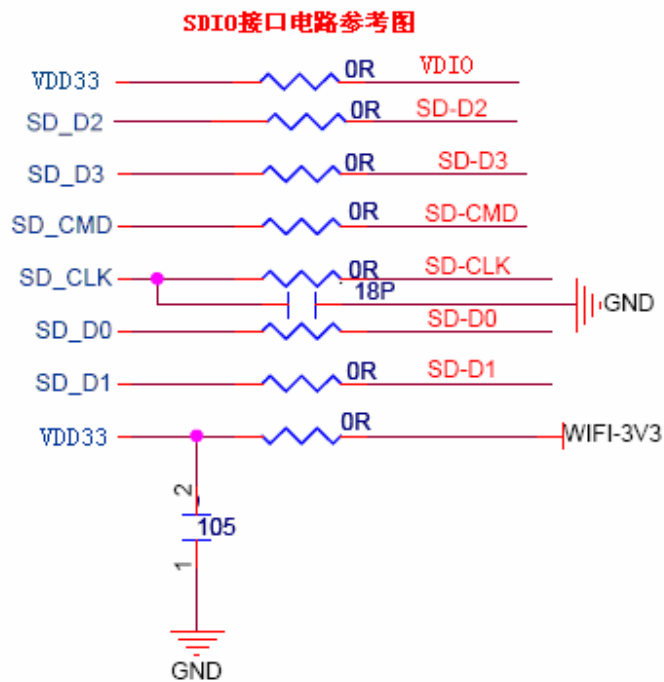 SDIO接口电路参考图
VDD33 0R VDIO
SD_D2 0R SD-D2
SD_D3 0R SD-D3
SD_CMD 0R SD-CMD
SD_CLK 0R SD-CLK
18P GND
SD_D0 SD-D0
SD_D1 0R SD-D1
VDD33 0R WIFI-3V3
2
105
1
GND